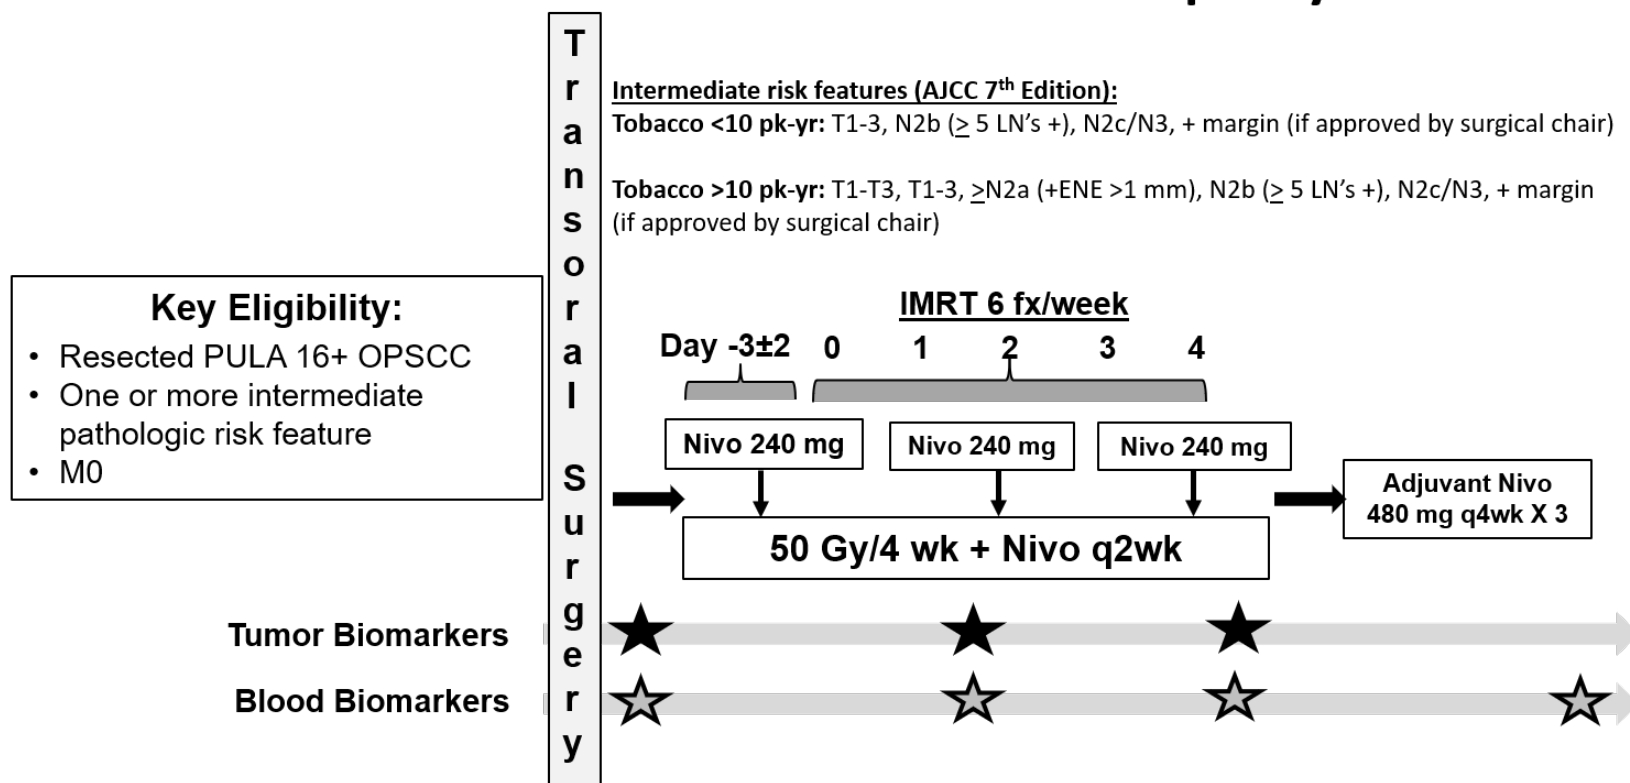 Transoral Surgery
Intermediate risk features (AJCC 7th Edition):
Tobacco <10 pk-yr: T1-3, N2b (≥ 5 LN’s +), N2c/N3, + margin (if approved by surgical chair)
Tobacco >10 pk-yr: T1-T3, T1-3, ≥N2a (+ENE >1 mm), N2b (≥ 5 LN’s +), N2c/N3, + margin
(if approved by surgical chair)
Key Eligibility:
• Resected PULA 16+ OPSCC
• One or more intermediate
pathologic risk feature
• M0
IMRT 6 fx/week
Day -3±2 0 1 2 3 4
Nivo 240 mg Nivo 240 mg Nivo 240 mg
50 Gy/4 wk + Nivo q2wk
Adjuvant Nivo
480 mg q4wk X 3
Tumor Biomarkers
Blood Biomarkers